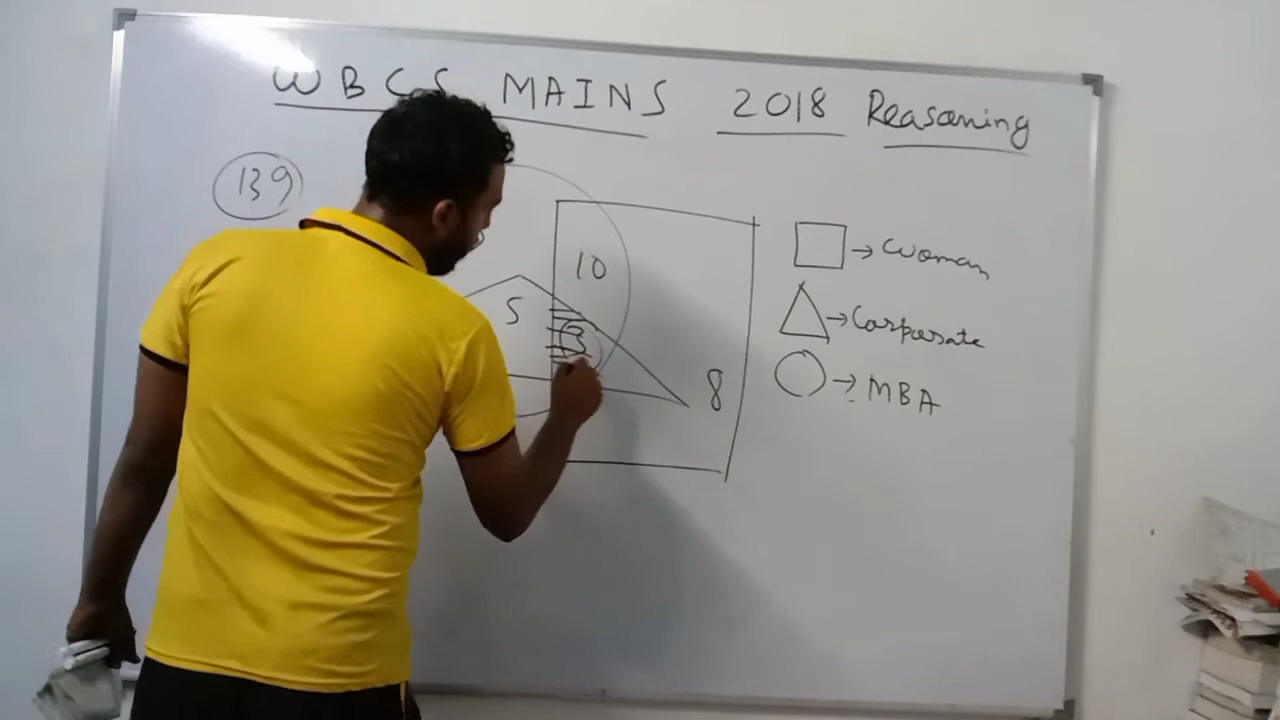 WBCS MAINS 2018 Reasoning
139
10
→ Woman
5
3
→ Corporate
8
→ MBA